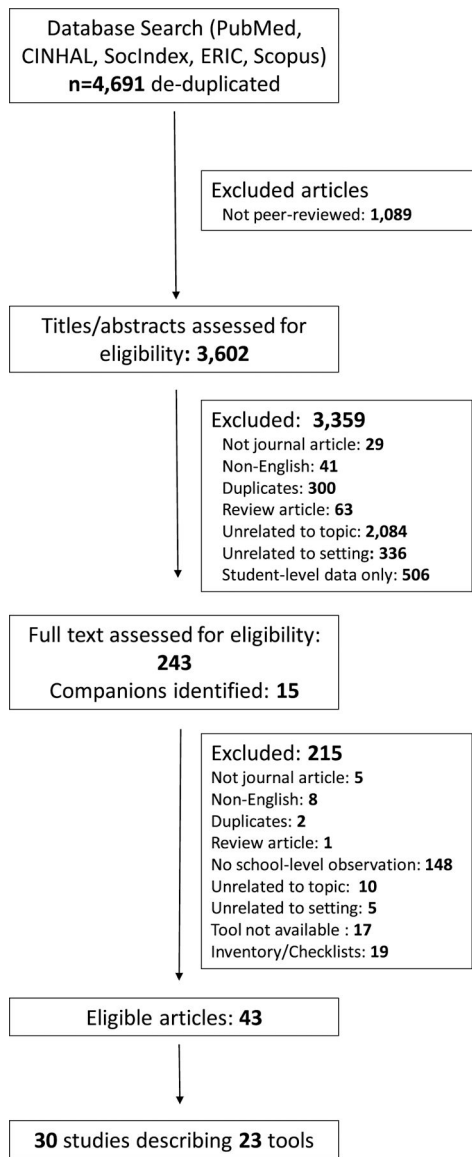 Database Search (PubMed,
CINHAL, SocIndex, ERIC, Scopus)
n=4,691 de-duplicated
Excluded articles
Not peer-reviewed: 1,089
Titles/abstracts assessed for
eligibility: 3,602
Excluded: 3,359
Not journal article: 29
Non-English: 41
Duplicates: 300
Review article: 63
Unrelated to topic: 2,084
Unrelated to setting: 336
Student-level data only: 506
Full text assessed for eligibility:
243
Companions identified: 15
Excluded: 215
Not journal article: 5
Non-English: 8
Duplicates: 2
Review article: 1
No school-level observation: 148
Unrelated to topic: 10
Unrelated to setting: 5
Tool not available : 17
Inventory/Checklists: 19
Eligible articles: 43
30 studies describing 23 tools